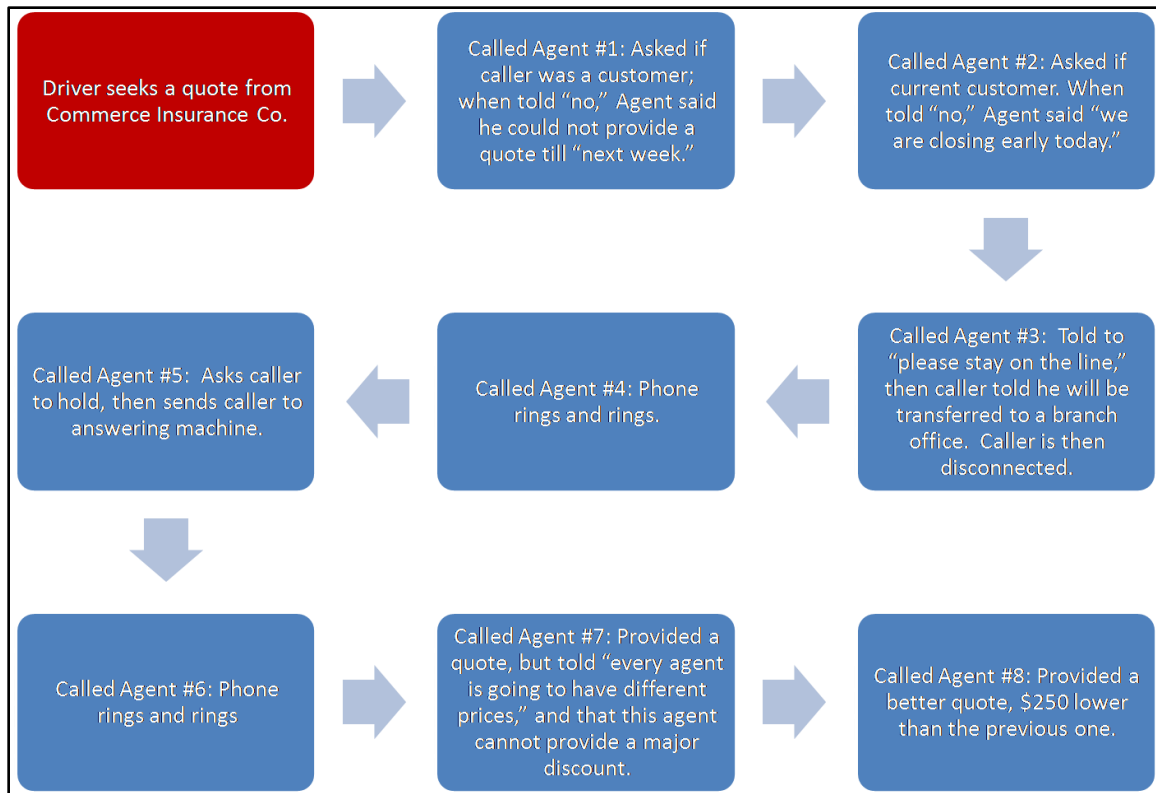 Driver seeks a quote from
Commerce Insurance Co.
Called Agent #1: Asked if
caller was a customer;
when told “no,” Agent said
he could not provide a
quote till “next week.”
Called Agent #2: Asked if
current customer. When
told “no,” Agent said “we
are closing early today.”
Called Agent #3:  Told to
“please stay on the line,”
then caller told he will be
transferred to a branch
office.  Caller is then
disconnected.
Called Agent #4: Phone
rings and rings.
Called Agent #5:  Asks caller
to hold, then sends caller to
answering machine.
Called Agent #6: Phone
rings and rings
Called Agent #7: Provided a
quote, but told “every agent
is going to have different
prices,” and that this agent
cannot provide a major
discount.
Called Agent #8: Provided a
better quote, $250 lower
than the previous one.